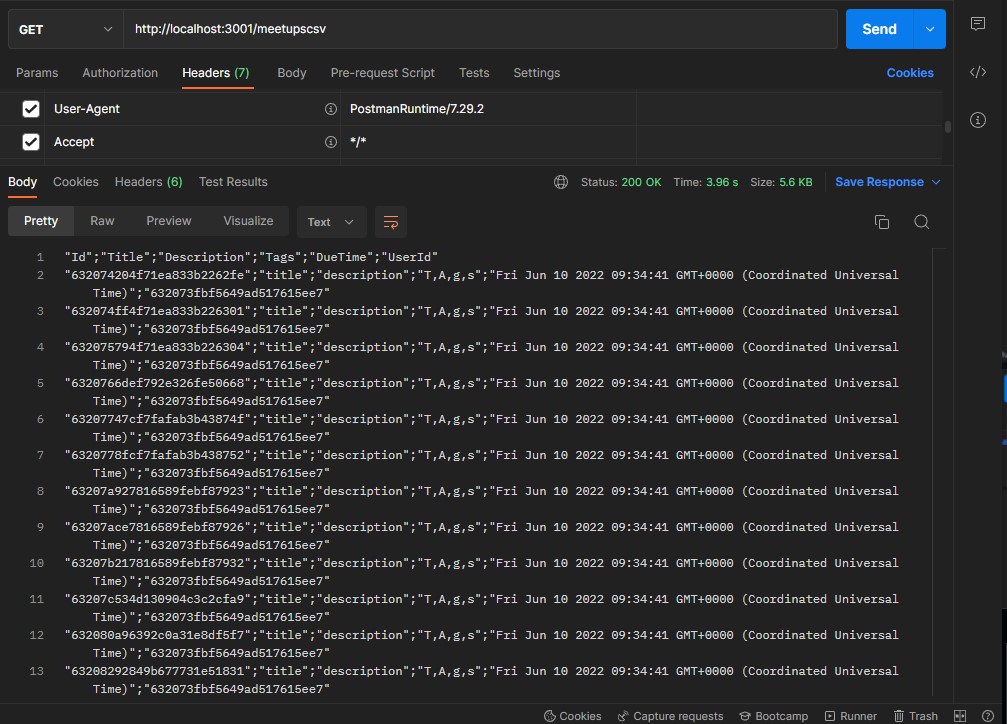 GET http://localhost:3001/meetupscsv Send
Params Authorization Headers (7) Body Pre-request Script Tests Settings Cookies
User-Agent PostmanRuntime/7.29.2
Accept */*
Body Cookies Headers (6) Test Results Status: 200 OK Time: 3.96 s Size: 5.6 KB Save Response
Pretty Raw Preview Visualize Text
1 "Id";"Title";"Description";"Tags";"DueTime";"UserId"
2 "632074204f71ea833b2262fe";"title";"description";"T,A,g,s";"Fri Jun 10 2022 09:34:41 GMT+0000 (Coordinated Universal
Time)";"632073fbf5649ad517615ee7"
3 "632074ff4f71ea833b226301";"title";"description";"T,A,g,s";"Fri Jun 10 2022 09:34:41 GMT+0000 (Coordinated Universal
Time)";"632073fbf5649ad517615ee7"
4 "632075794f71ea833b226304";"title";"description";"T,A,g,s";"Fri Jun 10 2022 09:34:41 GMT+0000 (Coordinated Universal
Time)";"632073fbf5649ad517615ee7"
5 "6320766def792e326fe50668";"title";"description";"T,A,g,s";"Fri Jun 10 2022 09:34:41 GMT+0000 (Coordinated Universal
Time)";"632073fbf5649ad517615ee7"
6 "63207747cf7fafab3b43874f";"title";"description";"T,A,g,s";"Fri Jun 10 2022 09:34:41 GMT+0000 (Coordinated Universal
Time)";"632073fbf5649ad517615ee7"
7 "6320778fcf7fafab3b438752";"title";"description";"T,A,g,s";"Fri Jun 10 2022 09:34:41 GMT+0000 (Coordinated Universal
Time)";"632073fbf5649ad517615ee7"
8 "63207a927816589febf87923";"title";"description";"T,A,g,s";"Fri Jun 10 2022 09:34:41 GMT+0000 (Coordinated Universal
Time)";"632073fbf5649ad517615ee7"
9 "63207ace7816589febf87926";"title";"description";"T,A,g,s";"Fri Jun 10 2022 09:34:41 GMT+0000 (Coordinated Universal
Time)";"632073fbf5649ad517615ee7"
10 "63207b217816589febf87932";"title";"description";"T,A,g,s";"Fri Jun 10 2022 09:34:41 GMT+0000 (Coordinated Universal
Time)";"632073fbf5649ad517615ee7"
11 "63207c534d130904c3c2cfa9";"title";"description";"T,A,g,s";"Fri Jun 10 2022 09:34:41 GMT+0000 (Coordinated Universal
Time)";"632073fbf5649ad517615ee7"
12 "632080a96392c0a31e8df5f7";"title";"description";"T,A,g,s";"Fri Jun 10 2022 09:34:41 GMT+0000 (Coordinated Universal
Time)";"632073fbf5649ad517615ee7"
13 "632082928​49b677731e51831";"title";"description";"T,A,g,s";"Fri Jun 10 2022 09:34:41 GMT+0000 (Coordinated Universal
Time)";"632073fbf5649ad517615ee7"
Cookies Capture requests Bootcamp Runner Trash